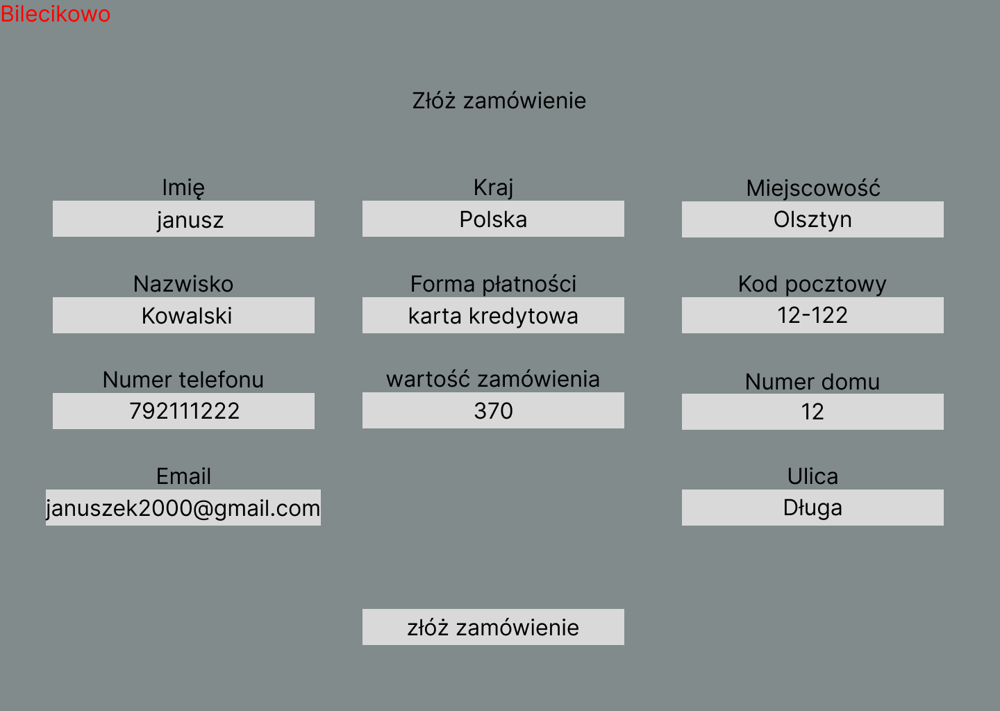 Bilecikowo
Złóż zamówienie
Imię
janusz
Kraj
Polska
Miejscowość
Olsztyn
Nazwisko
Kowalski
Forma płatności
karta kredytowa
Kod pocztowy
12-122
Numer telefonu
792111222
wartość zamówienia
370
Numer domu
12
Email
januszek2000@gmail.com
Ulica
Długa
złóż zamówienie